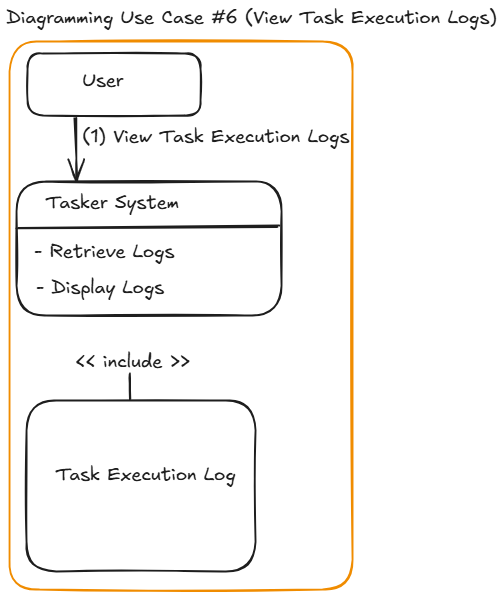 Diagramming Use Case #6 (View Task Execution Logs)
User
(1) View Task Execution Logs
Tasker System
- Retrieve Logs
- Display Logs
<< include >>
Task Execution Log